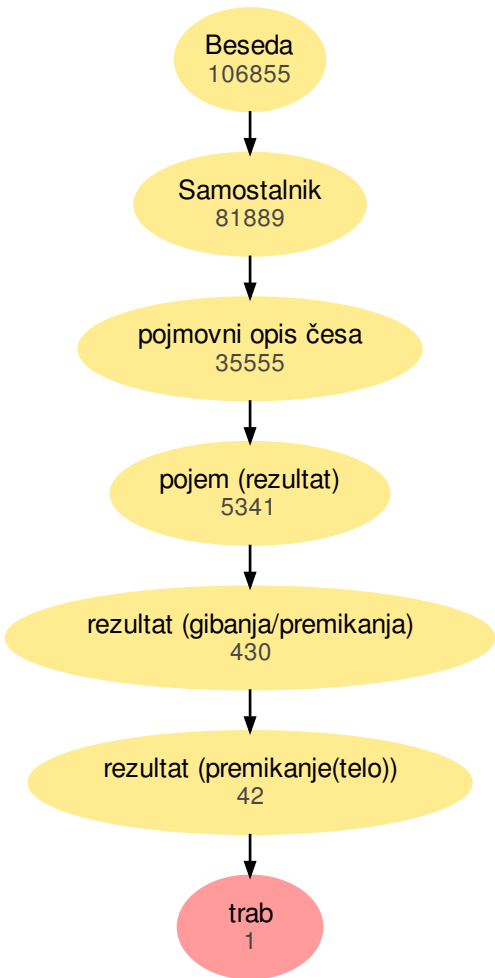 Beseda
106855
Samostalnik
81889
pojmovni opis česa
35555
pojem (rezultat)
5341
rezultat (gibanja/premikanja)
430
rezultat (premikanje(telo))
42
trab
1